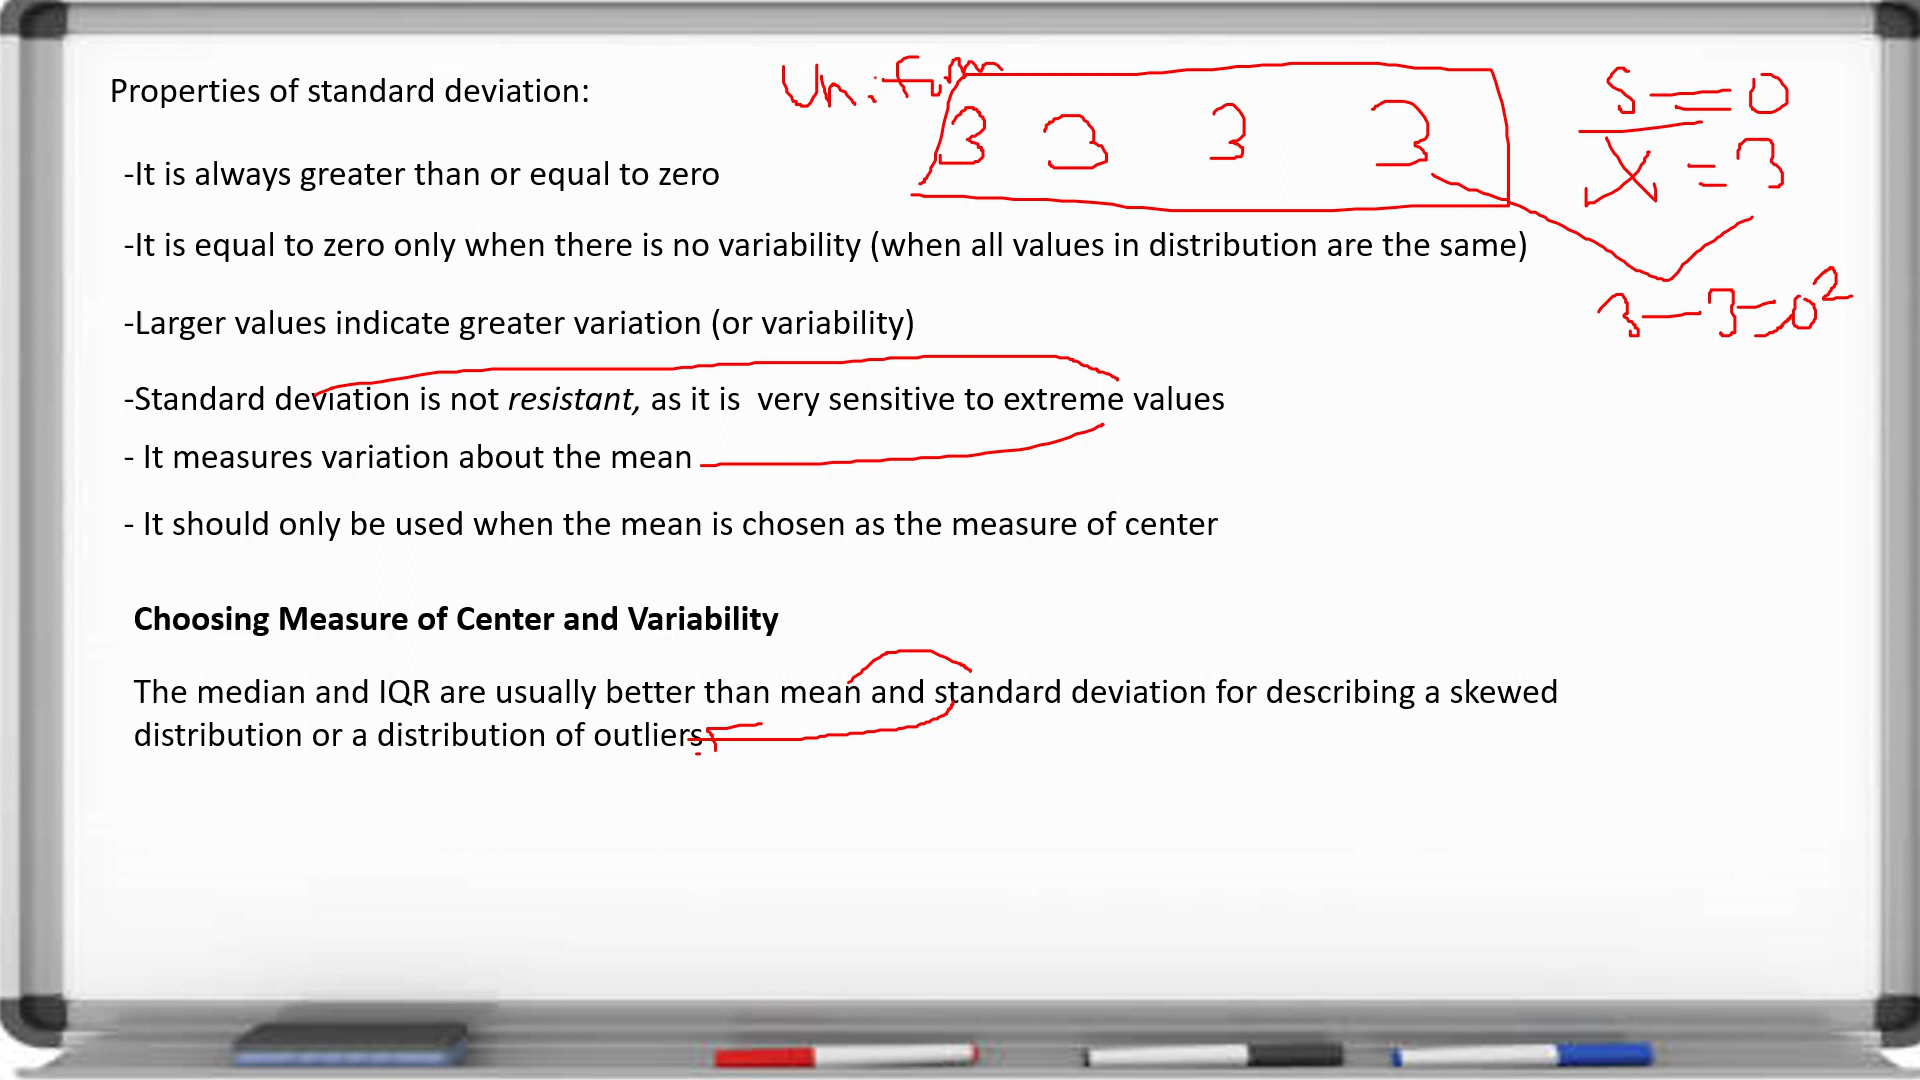 Properties of standard deviation:
Uniform
3 3 3 3
S = 0
X̅ = 3
-It is always greater than or equal to zero
-It is equal to zero only when there is no variability (when all values in distribution are the same)
3 - 3 = 0²
-Larger values indicate greater variation (or variability)
-Standard deviation is not resistant, as it is very sensitive to extreme values
- It measures variation about the mean
- It should only be used when the mean is chosen as the measure of center
Choosing Measure of Center and Variability
The median and IQR are usually better than mean and standard deviation for describing a skewed
distribution or a distribution of outliers